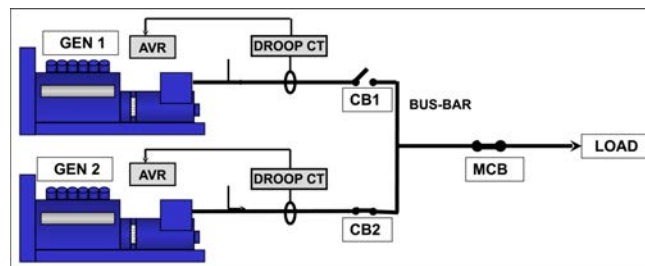 GEN 1
AVR
DROOP CT
CB1
BUS-BAR
GEN 2
AVR
DROOP CT
CB2
MCB
LOAD